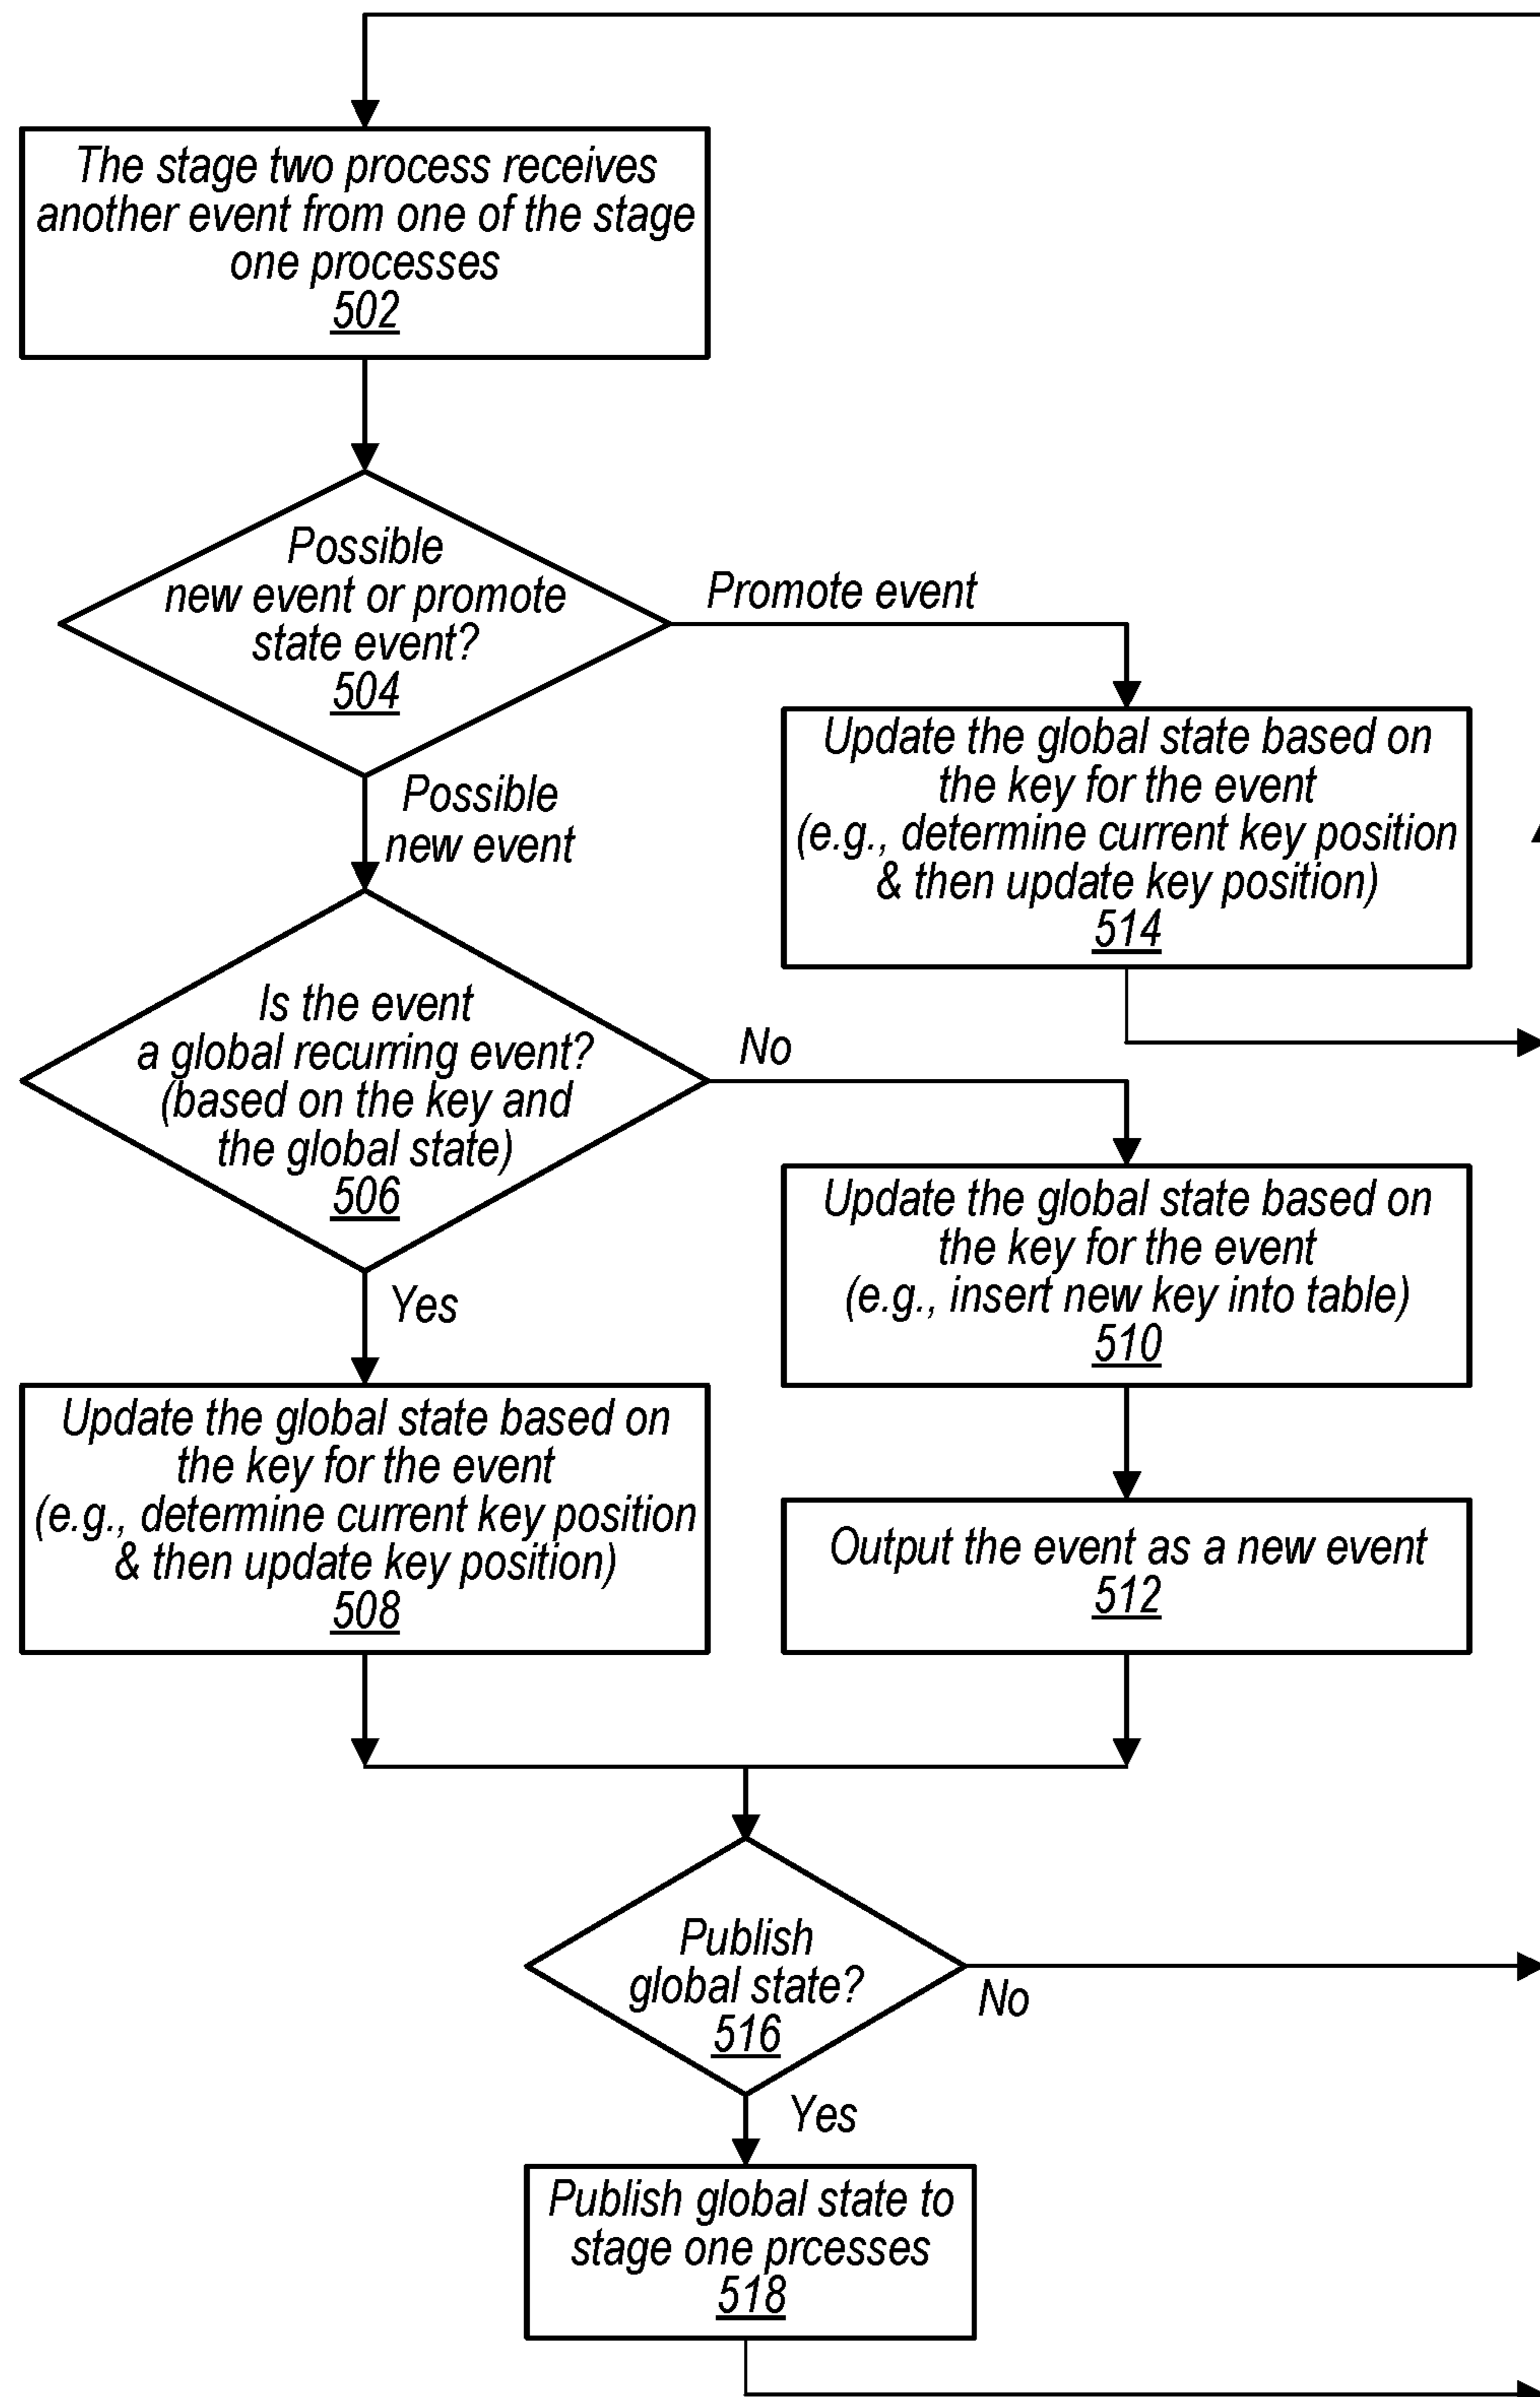 The stage two process receives
another event from one of the stage
one processes
502
Possible
new event or promote
state event?
504
Promote event
Possible
new event
Update the global state based on
the key for the event
(e.g., determine current key position
& then update key position)
514
Is the event
a global recurring event?
(based on the key and
the global state)
506
No
Yes
Update the global state based on
the key for the event
(e.g., insert new key into table)
510
Update the global state based on
the key for the event
(e.g., determine current key position
& then update key position)
508
Output the event as a new event
512
Publish
global state?
516
No
Yes
Publish global state to
stage one prcesses
518